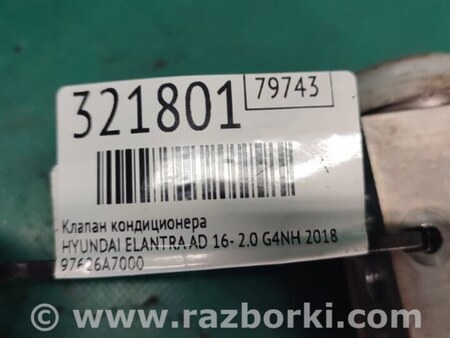 321801
79743
Клапан кондиционера
HYUNDAI ELANTRA AD 16- 2.0 G4NH 2018
97626A7000
www.razborki.com